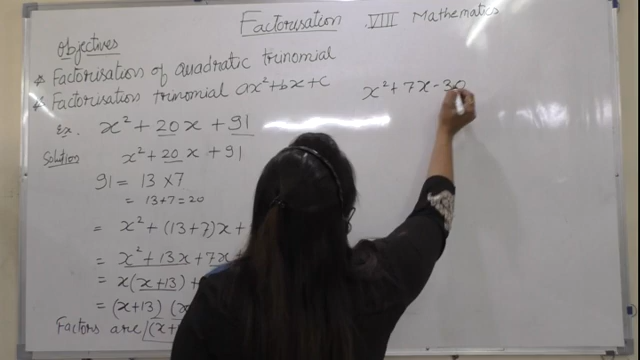 Factorisation VIII Mathematics
Objectives
Factorisation of quadratic trinomial
Factorisation trinomial ax²+bx+c
Ex. x² + 20x + 91
Solution x² + 20x + 91
91 = 13 × 7
= 13+7 = 20
= x² + (13+7)x +
= x² + 13x + 7x +
= x(x+13) +
= (x+13) (x
Factors are (x+
x² + 7x - 30